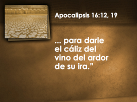 Apocalipsis 16:12, 19
... para darle
el cáliz del
vino del ardor
de su ira.”